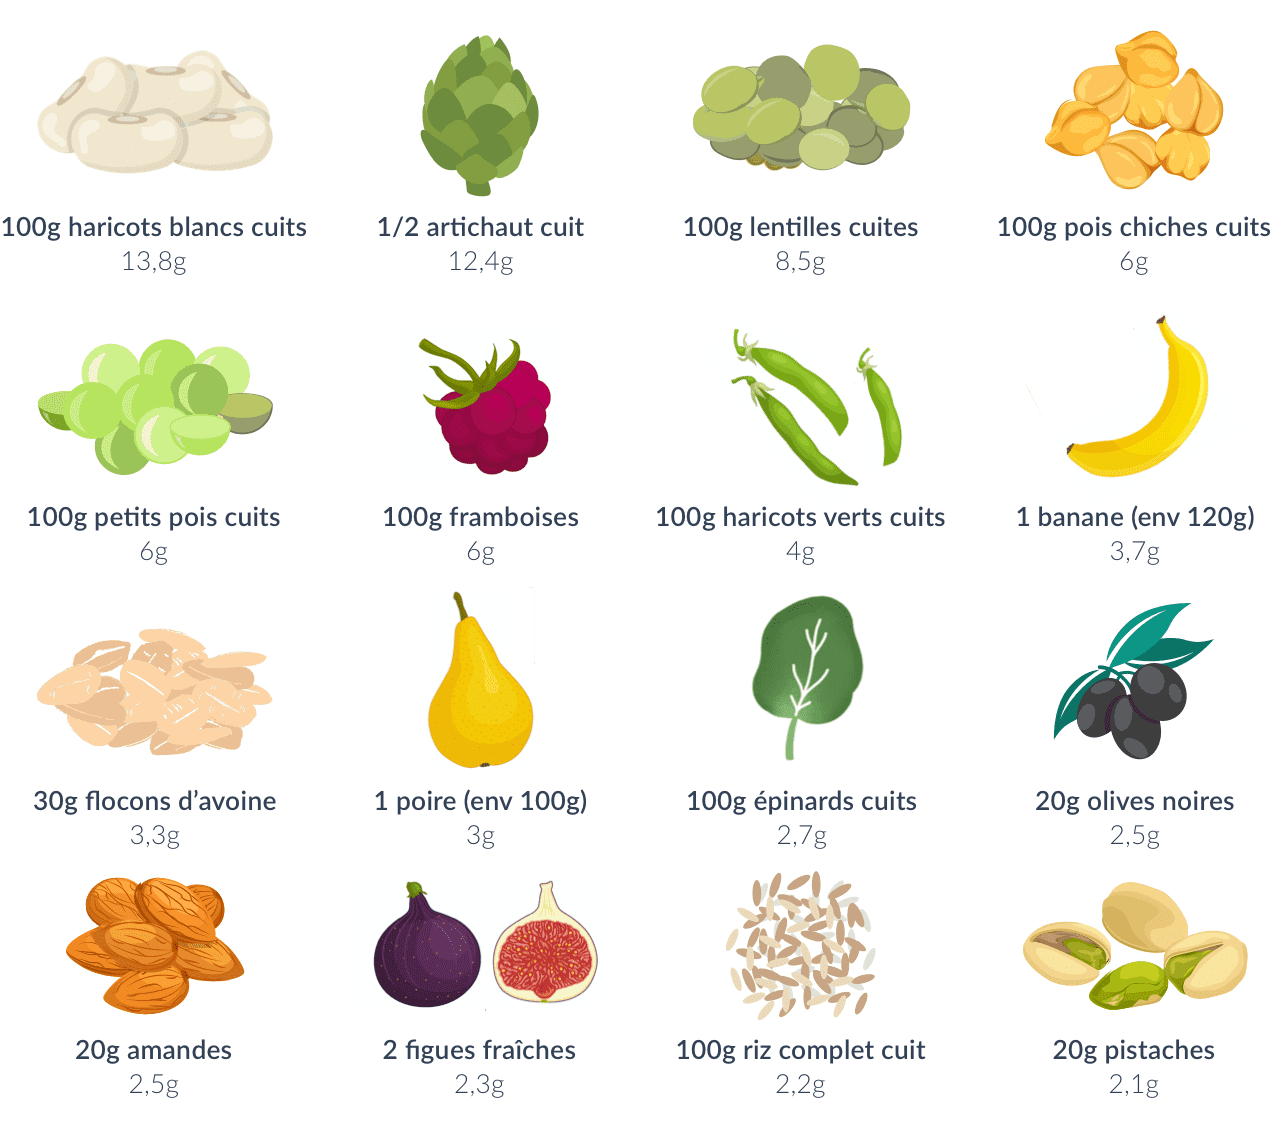 100g haricots blancs cuits
13,8g
1/2 artichaut cuit
12,4g
100g lentilles cuites
8,5g
100g pois chiches cuits
6g
100g petits pois cuits
6g
100g framboises
6g
100g haricots verts cuits
4g
1 banane (env 120g)
3,7g
30g flocons d’avoine
3,3g
1 poire (env 100g)
3g
100g épinards cuits
2,7g
20g olives noires
2,5g
20g amandes
2,5g
2 figues fraîches
2,3g
100g riz complet cuit
2,2g
20g pistaches
2,1g